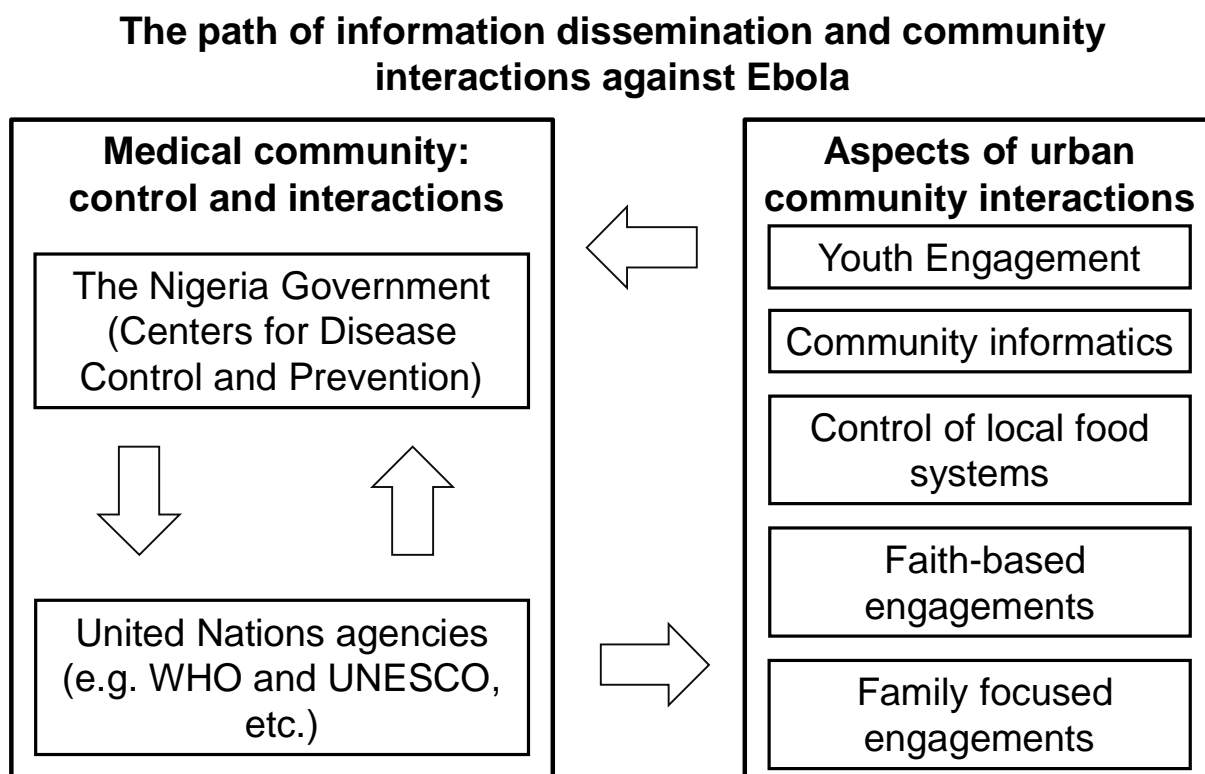 The path of information dissemination and community
interactions against Ebola
Medical community:
control and interactions
The Nigeria Government
(Centers for Disease
Control and Prevention)
United Nations agencies
(e.g. WHO and UNESCO,
etc.)
Aspects of urban
community interactions
Youth Engagement
Community informatics
Control of local food
systems
Faith-based
engagements
Family focused
engagements